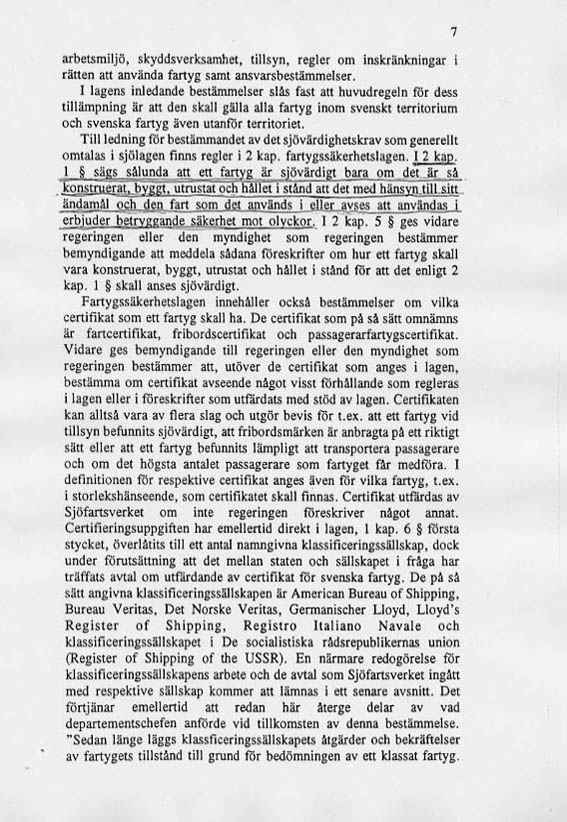 7
arbetsmiljö, skyddsverksamhet, tillsyn, regler om inskränkningar i
rätten att använda fartyg samt ansvarsbestämmelser.
I lagens inledande bestämmelser slås fast att huvudregeln för dess
tillämpning är att den skall gälla alla fartyg inom svenskt territorium
och svenska fartyg även utanför territoriet.
Till ledning för bestämmandet av det sjövärdighetskrav som generellt
omtalas i sjölagen finns regler i 2 kap. fartygssäkerhetslagen. I 2 kap.
1 § sägs sålunda att ett fartyg är sjövärdigt bara om det är så
konstruerat, byggt, utrustat och hållet i stånd att det med hänsyn till sitt
ändamål och den fart som det används i eller avses att användas i
erbjuder betryggande säkerhet mot olyckor. I 2 kap. 5 § ges vidare
regeringen eller den myndighet som regeringen bestämmer
bemyndigande att meddela sådana föreskrifter om hur ett fartyg skall
vara konstruerat, byggt, utrustat och hållet i stånd för att det enligt 2
kap. 1 § skall anses sjövärdigt.
Fartygssäkerhetslagen innehåller också bestämmelser om vilka
certifikat som ett fartyg skall ha. De certifikat som på så sätt omnämns
är fartcertifikat, fribordscertifikat och passagerarfartygscertifikat.
Vidare ges bemyndigande till regeringen eller den myndighet som
regeringen bestämmer att, utöver de certifikat som anges i lagen,
bestämma om certifikat avseende något visst förhållande som regleras
i lagen eller i föreskrifter som utfärdats med stöd av lagen. Certifikaten
kan alltså vara av flera slag och utgör bevis för t.ex. att ett fartyg vid
tillsyn befunnits sjövärdigt, att fribordsmärken är anbragta på ett riktigt
sätt eller att ett fartyg befunnits lämpligt att transportera passagerare
och om det högsta antalet passagerare som fartyget får medföra. I
definitionen för respektive certifikat anges även för vilka fartyg, t.ex.
i storlekshänseende, som certifikatet skall finnas. Certifikat utfärdas av
Sjöfartsverket om inte regeringen föreskriver något annat.
Certifieringsuppgiften har emellertid direkt i lagen, 1 kap. 6 § första
stycket, överlåtits till ett antal namngivna klassificeringssällskap, dock
under förutsättning att det mellan staten och sällskapet i fråga har
träffats avtal om utfärdande av certifikat för svenska fartyg. De på så
sätt angivna klassificeringssällskapen är American Bureau of Shipping,
Bureau Veritas, Det Norske Veritas, Germanischer Lloyd, Lloyd's
Register of Shipping, Registro Italiano Navale och
klassificeringssällskapet i De socialistiska rådsrepublikernas union
(Register of Shipping of the USSR). En närmare redogörelse för
klassificeringssällskapens arbete och de avtal som Sjöfartsverket ingått
med respektive sällskap kommer att lämnas i ett senare avsnitt. Det
förtjänar emellertid att redan här återge delar av vad
departementschefen anförde vid tillkomsten av denna bestämmelse.
"Sedan länge läggs klassficeringssällskapets åtgärder och bekräftelser
av fartygets tillstånd till grund för bedömningen av ett klassat fartyg.